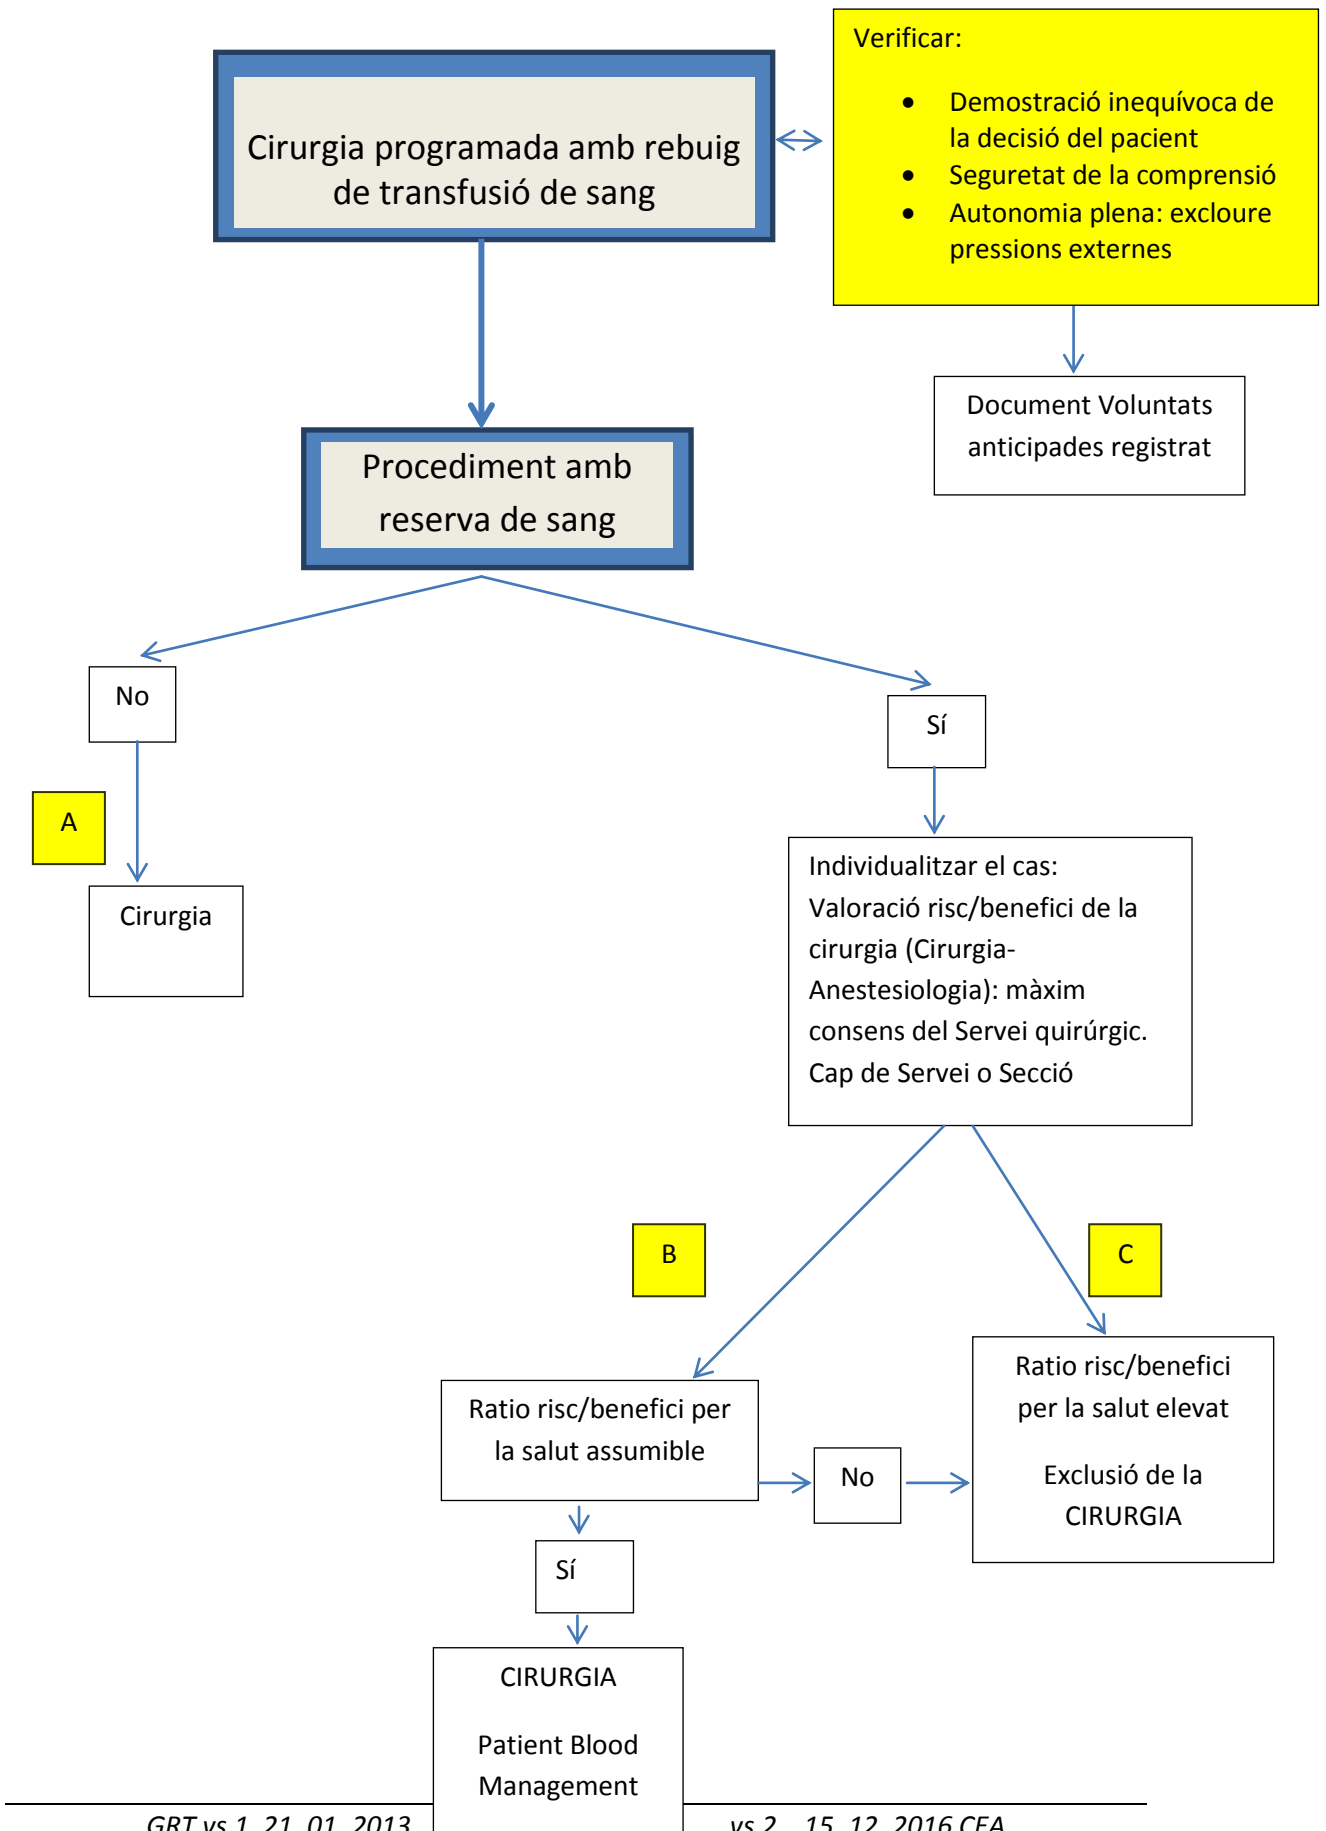 Verificar:
• Demostració inequívoca de
la decisió del pacient
• Seguretat de la comprensió
• Autonomia plena: excloure
pressions externes
Cirurgia programada amb rebuig
de transfusió de sang
Document Voluntats
anticipades registrat
Procediment amb
reserva de sang
No
Sí
A
Cirurgia
Individualitzar el cas:
Valoració risc/benefici de la
cirurgia (Cirurgia-
Anestesiologia): màxim
consens del Servei quirúrgic.
Cap de Servei o Secció
B
C
Ratio risc/benefici per
la salut assumible
No
Ratio risc/benefici
per la salut elevat
Exclusió de la
CIRURGIA
Sí
CIRURGIA
Patient Blood
Management
GRT vs 1 21 01 2013 vs 2 15 12 2016 CEA